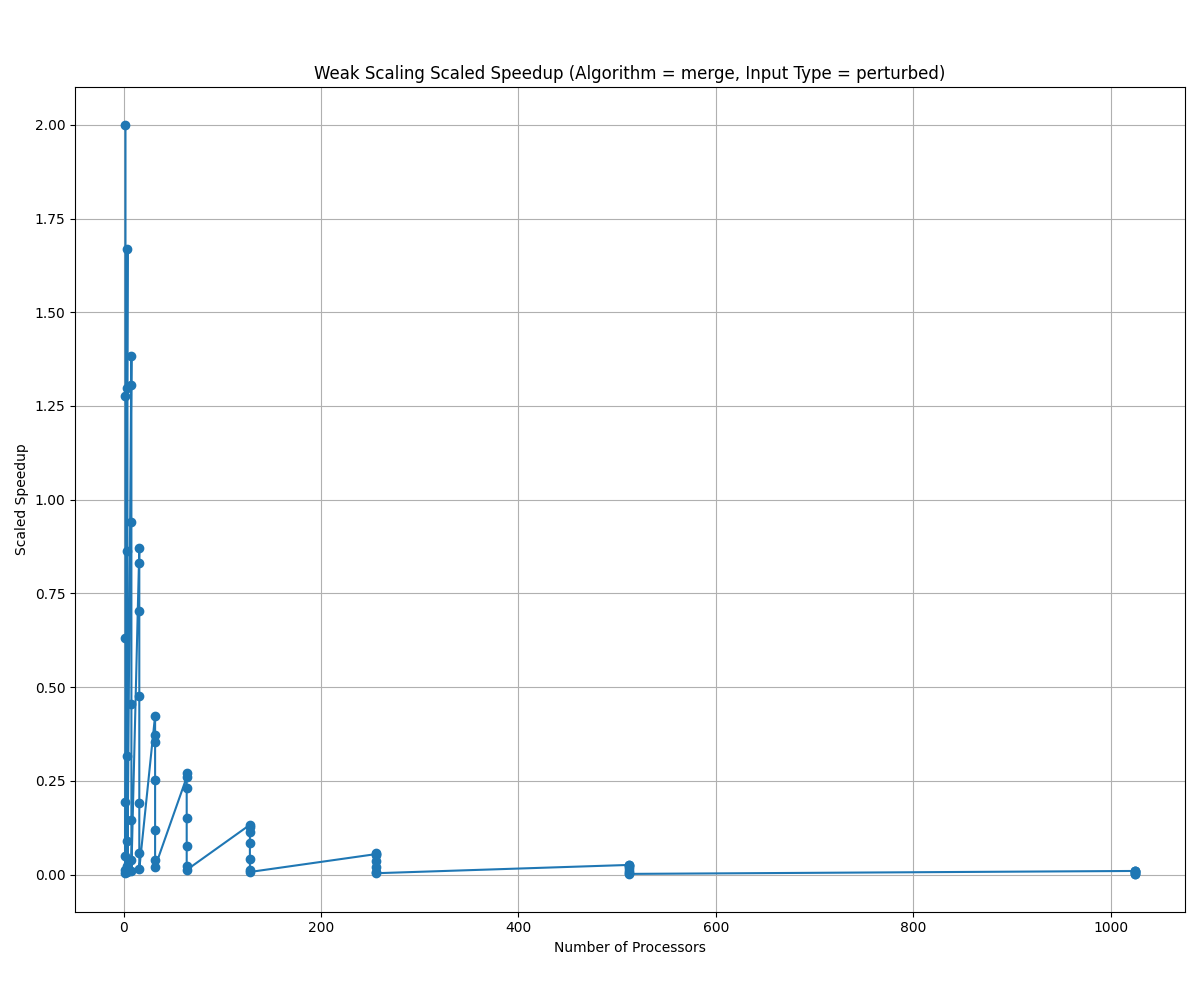 Weak Scaling Scaled Speedup (Algorithm = merge, Input Type = perturbed)
2.00
1.75
1.50
1.25
1.00
0.75
0.50
0.25
0.00
Scaled Speedup
0 200 400 600 800 1000
Number of Processors